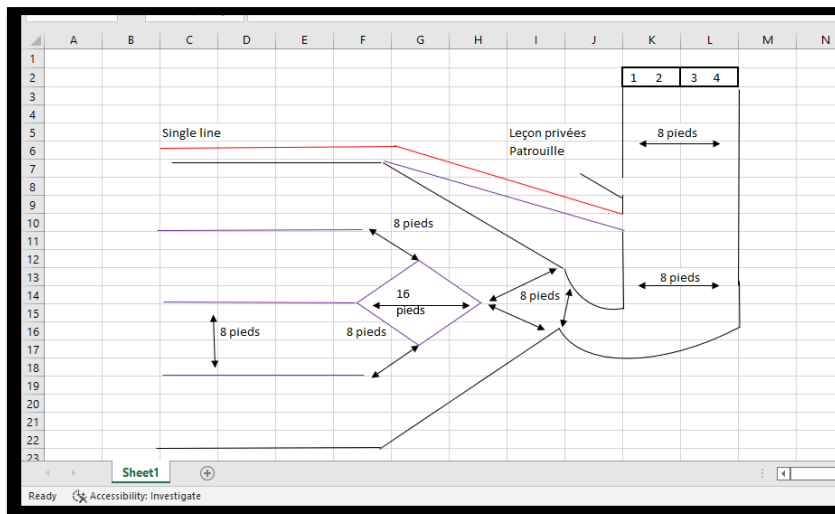 A B C D E F G H I J K L M N
1
2 1 2 3 4
3
4
5 Single line Leçon privées 8 pieds
6 Patrouille
7
8
9
10 8 pieds
11
12
13 8 pieds
14 16 8 pieds
15 pieds
16 8 pieds 8 pieds
17
18
19
20
21
22
23
Sheet1
Ready Accessibility: Investigate